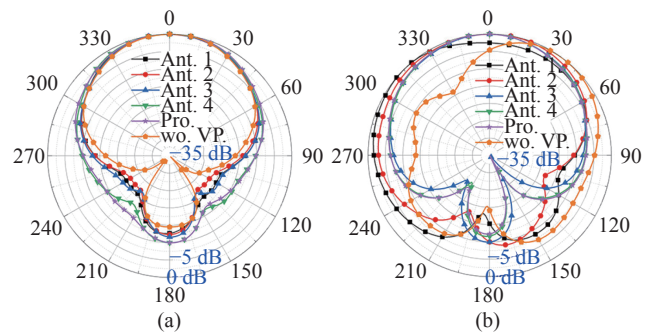 0
330
30
300
60
270
90
240
120
210
150
180
Ant. 1
Ant. 2
Ant. 3
Ant. 4
Pro.
wo. VP.
−35 dB
−5 dB
0 dB
(a)
0
330
30
300
60
270
90
240
120
210
150
180
Ant. 1
Ant. 2
Ant. 3
Ant. 4
Pro.
wo. VP.
−35 dB
−5 dB
0 dB
(b)